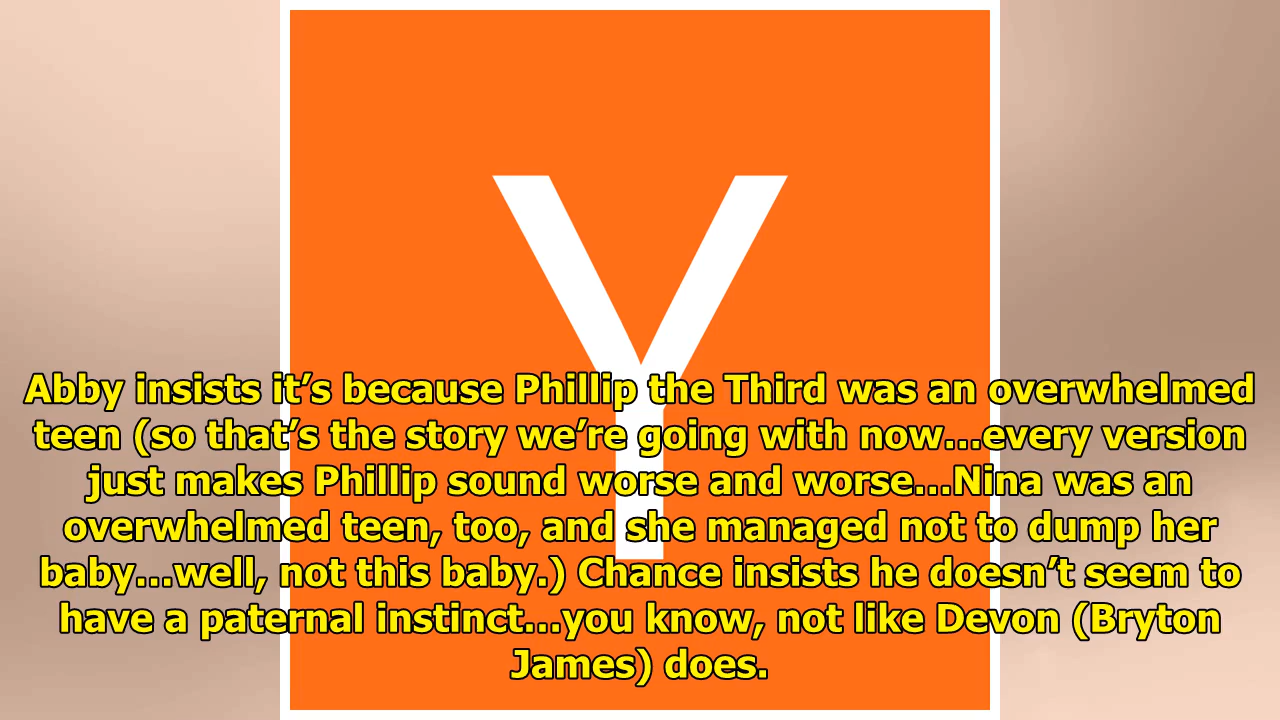 Y
Abby insists it’s because Phillip the Third was an overwhelmed
teen (so that’s the story we’re going with now…every version
just makes Phillip sound worse and worse…Nina was an
overwhelmed teen, too, and she managed not to dump her
baby…well, not this baby.) Chance insists he doesn’t seem to
have a paternal instinct…you know, not like Devon (Bryton
James) does.